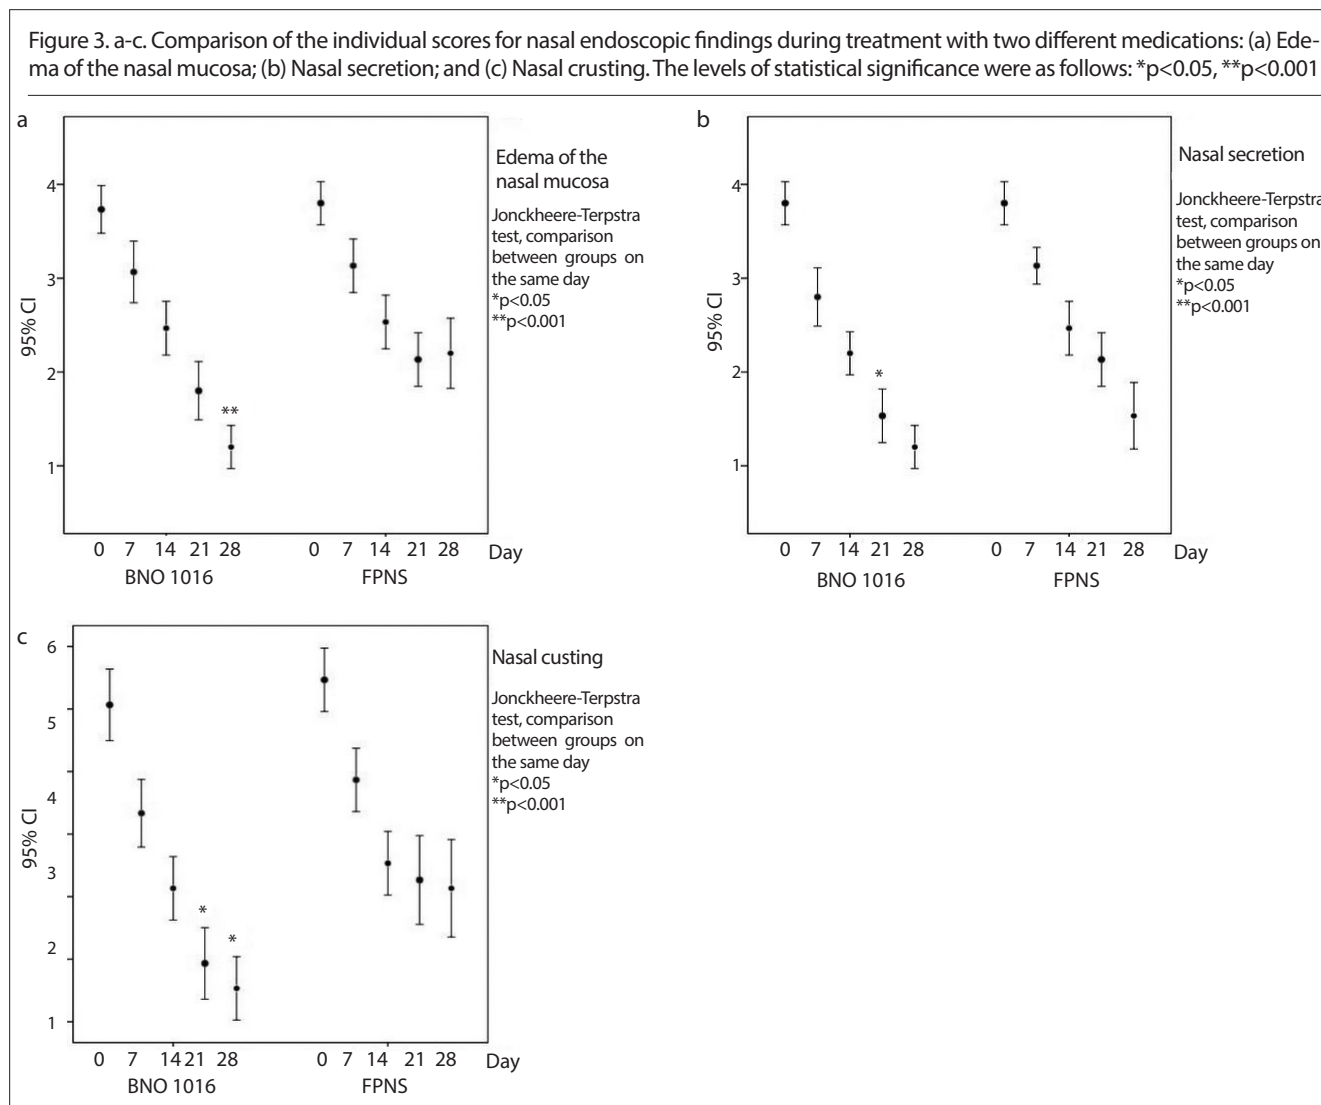 Figure 3. a-c. Comparison of the individual scores for nasal endoscopic findings during treatment with two different medications: (a) Ede-
ma of the nasal mucosa; (b) Nasal secretion; and (c) Nasal crusting. The levels of statistical significance were as follows: *p<0.05, **p<0.001
a
4
3
2
1
95% CI
**
0 7 14 21 28 0 7 14 21 28 Day
BNO 1016 FPNS
Edema of the
nasal mucosa
Jonckheere-Terpstra
test, comparison
between groups on
the same day
*p<0.05
**p<0.001
b
4
3
2
1
95% CI
*
0 7 14 21 28 0 7 14 21 28 Day
BNO 1016 FPNS
Nasal secretion
Jonckheere-Terpstra
test, comparison
between groups on
the same day
*p<0.05
**p<0.001
c
6
5
4
3
2
1
95% CI
*
*
0 7 14 21 28 0 7 14 21 28 Day
BNO 1016 FPNS
Nasal custing
Jonckheere-Terpstra
test, comparison
between groups on
the same day
*p<0.05
**p<0.001